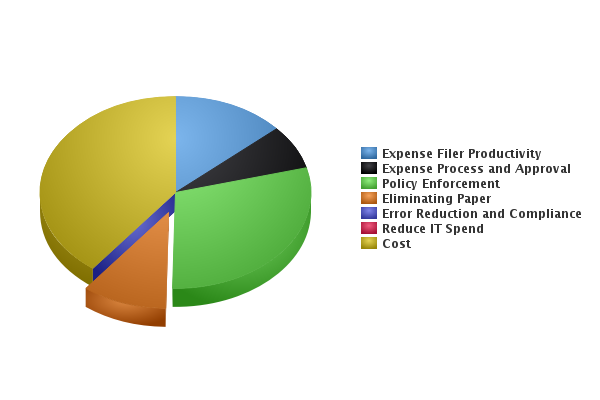 Expense Filer Productivity
Expense Process and Approval
Policy Enforcement
Eliminating Paper
Error Reduction and Compliance
Reduce IT Spend
Cost